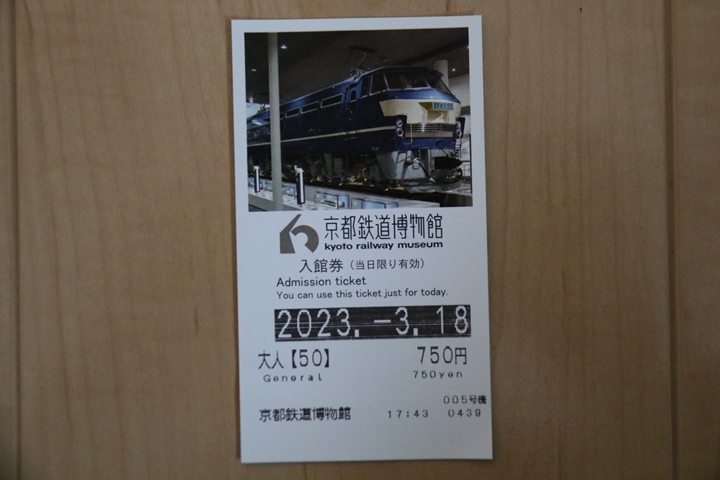 京都鉄道博物館
kyoto railway museum
入館券（当日限り有効）
Admission ticket
You can use this ticket just for today.
2023.-3.18
大人【50】 750円
General 750yen
005号機
京都鉄道博物館 17:43 0439